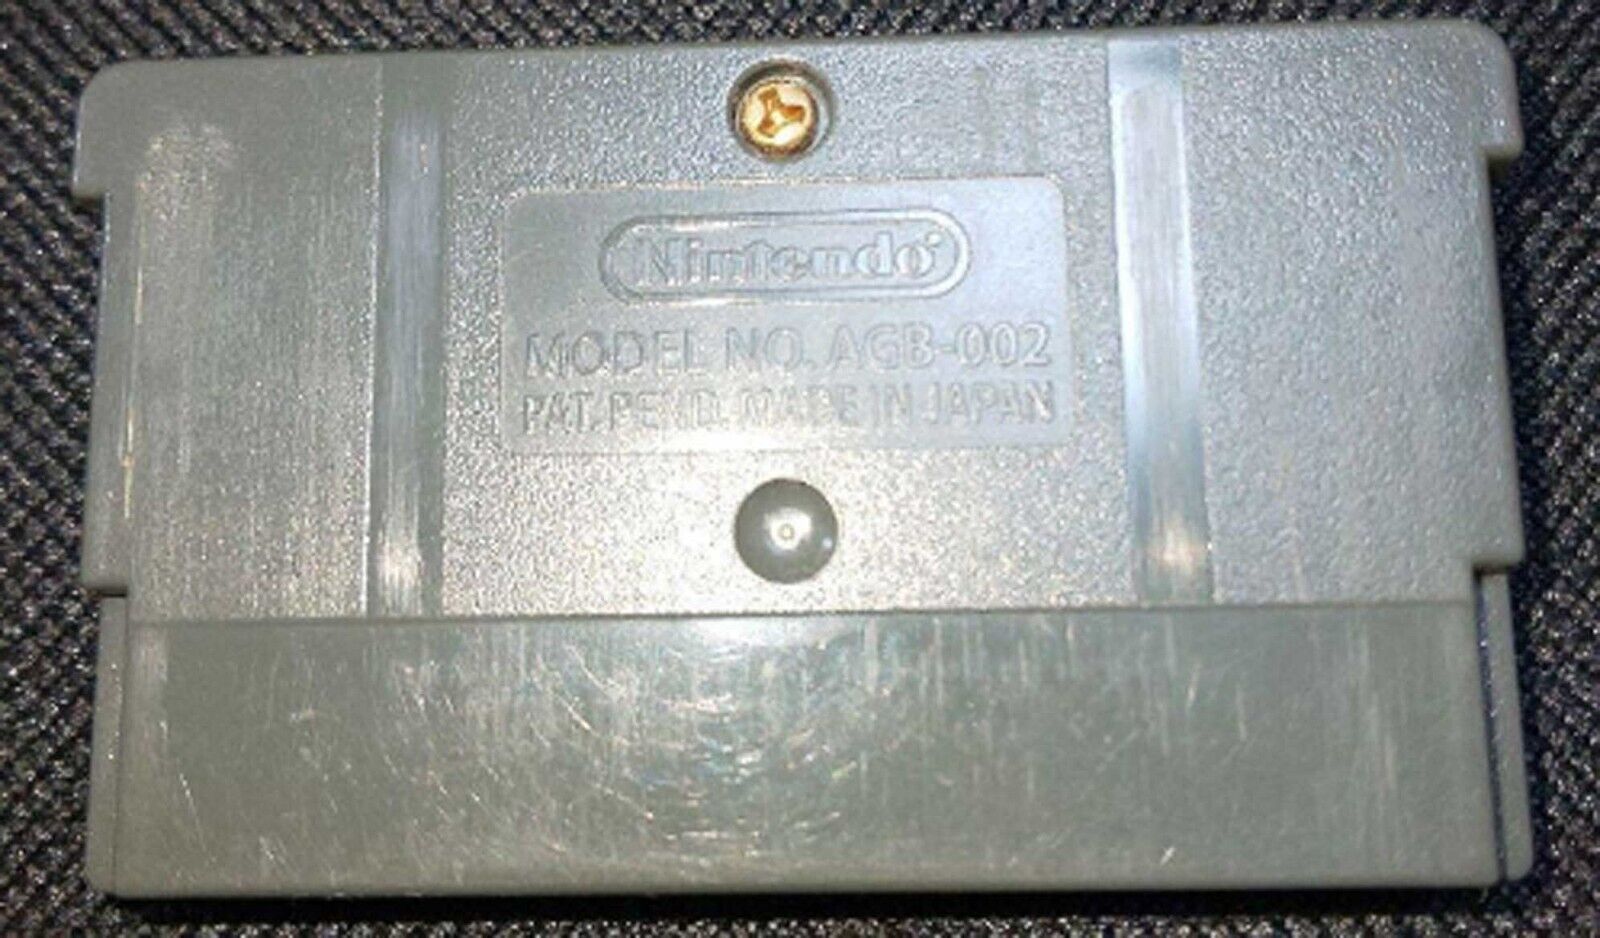 Nintendo
MODEL NO. AGB-002
PAT. PEND. MADE IN JAPAN